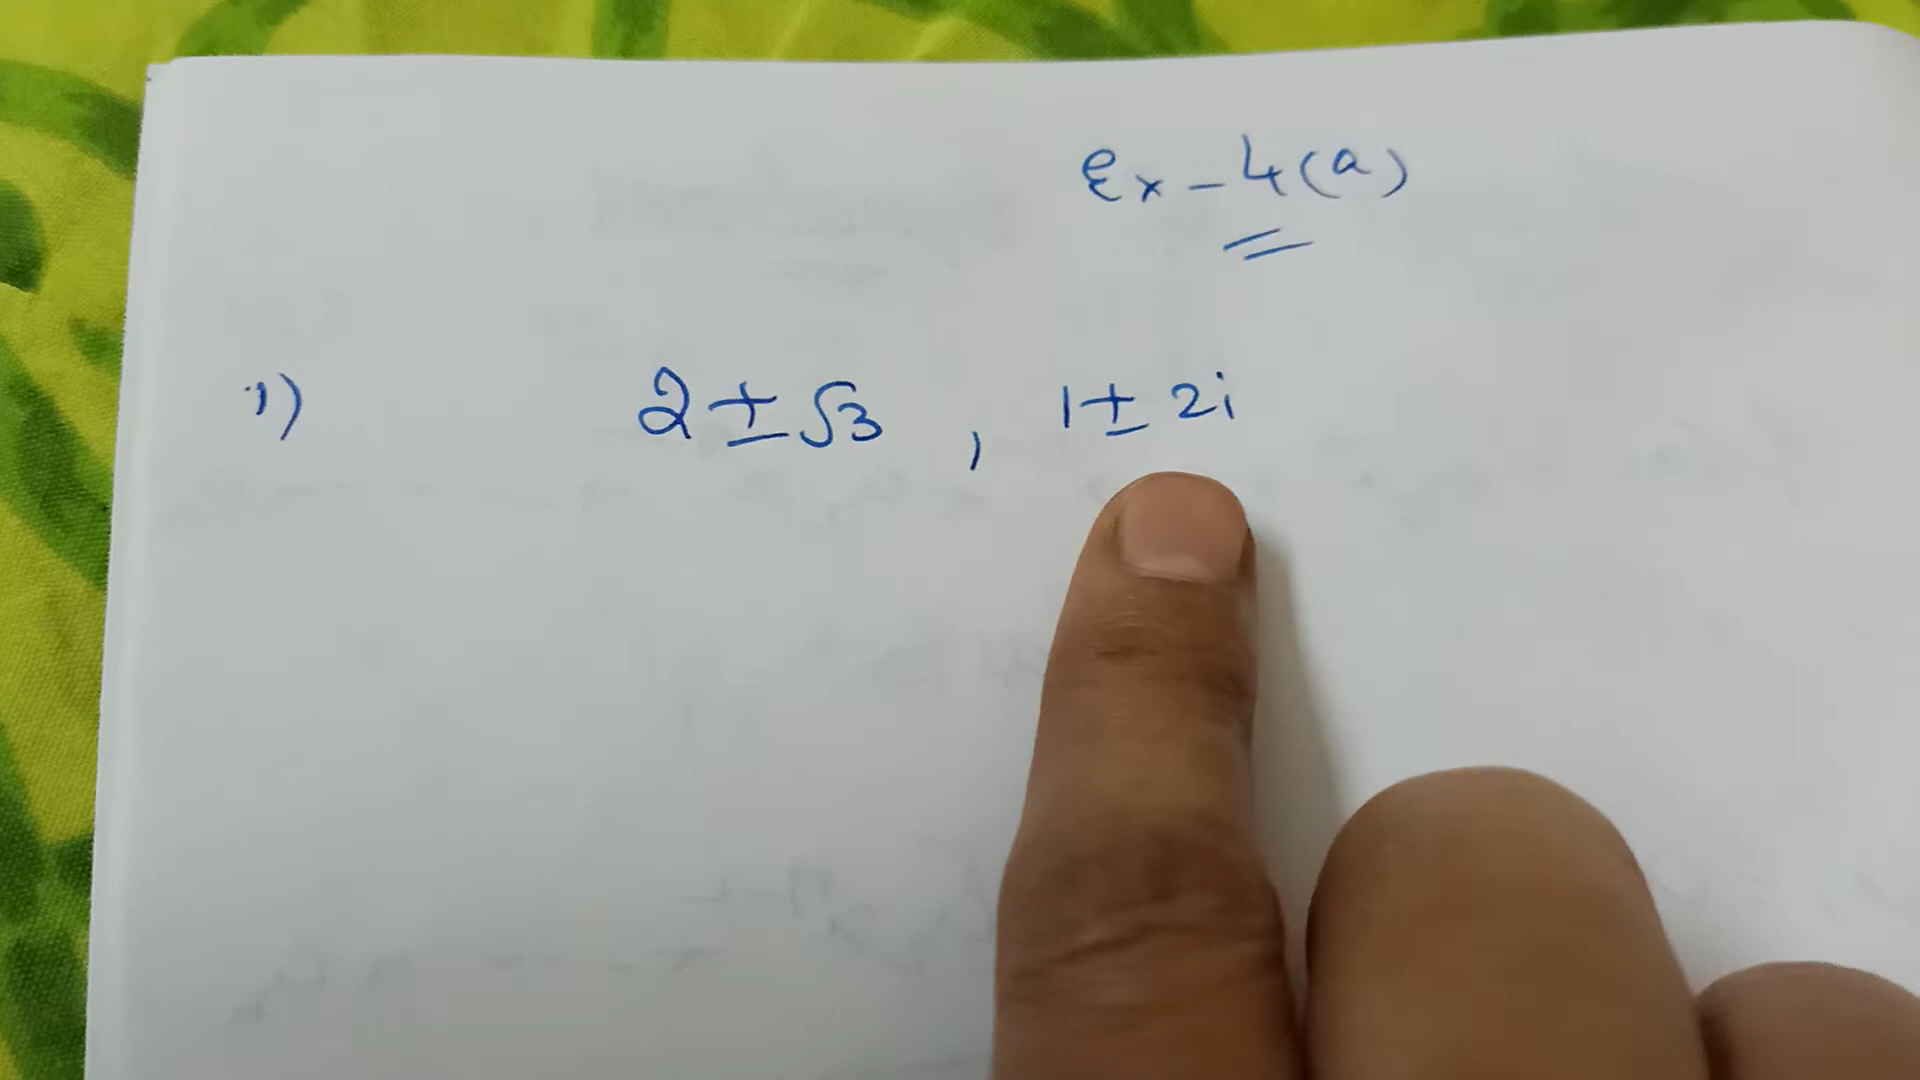 Ex - 4(a)
1) 2 ± √3 , 1 ± 2i